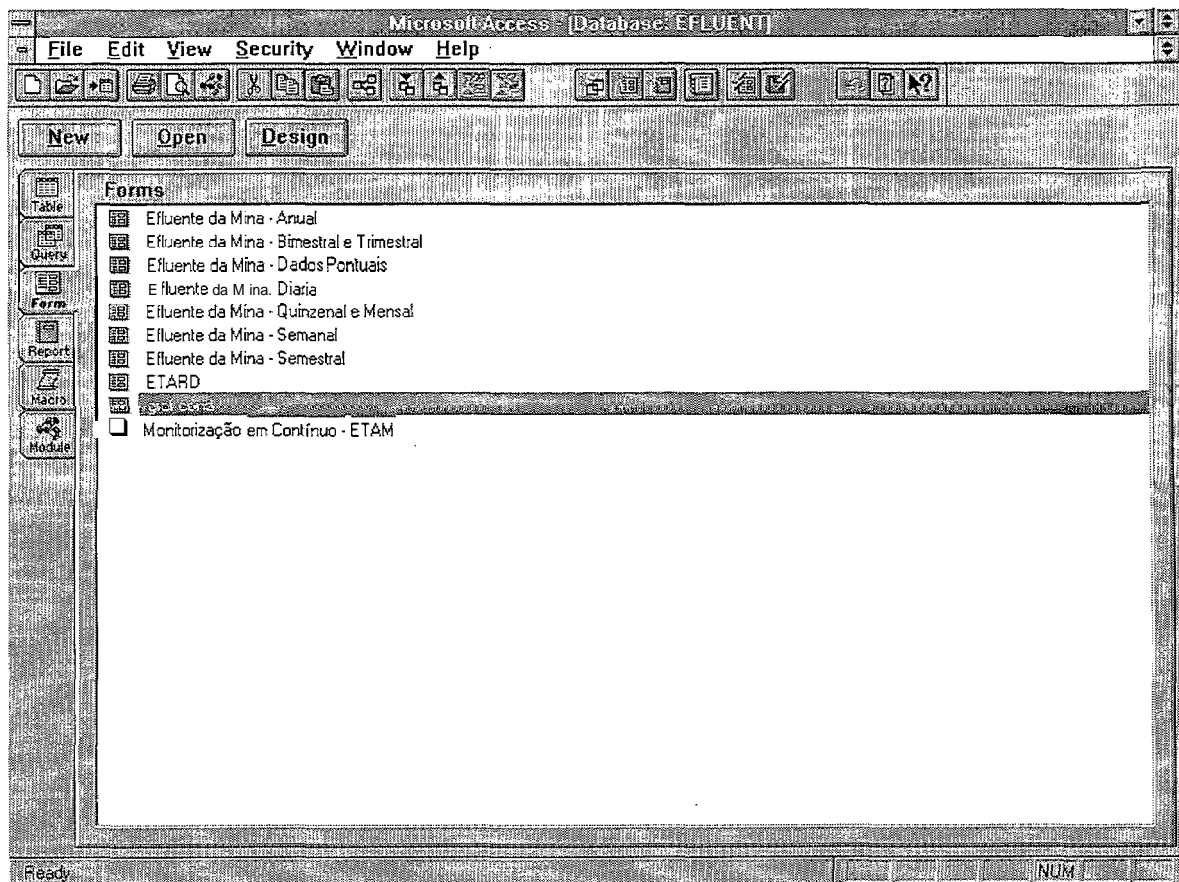 Microsoft Access - [Database: EFLUENT]
File Edit View Security Window Help
New Open Design
Forms
Table
Query
Form
Report
Macro
Module
Efluente da Mina - Anual
Efluente da Mina - Bimestral e Trimestral
Efluente da Mina - Dados Pontuais
Efluente da Mina. Diaria
Efluente da Mina - Quinzenal e Mensal
Efluente da Mina - Semanal
Efluente da Mina - Semestral
ETARD
Monitorização em Contínuo - ETAM
Ready
NUM